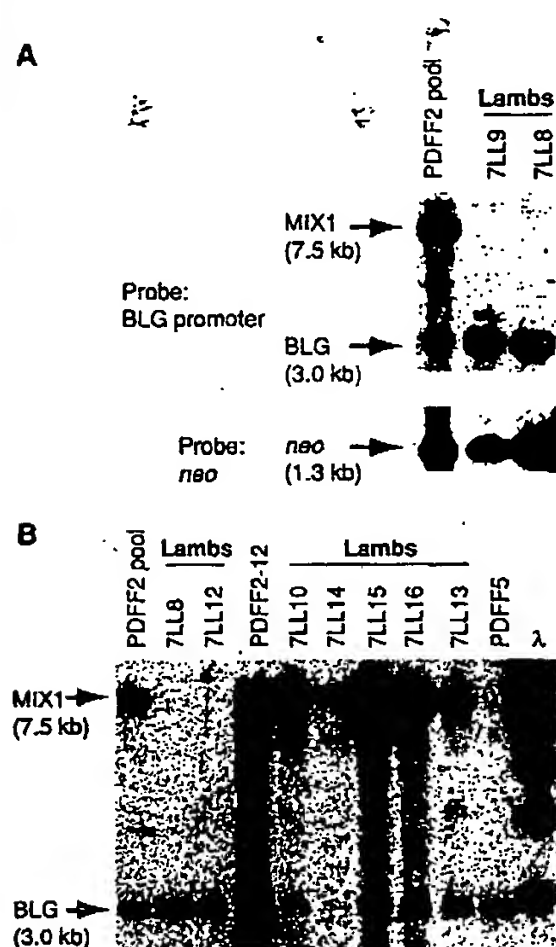 A
PDFF2 pool
Lambs
7LL9
7LL8
MIX1
(7.5 kb)
Probe:
BLG promoter
BLG
(3.0 kb)
Probe:
neo
neo
(1.3 kb)
B
PDFF2 pool
Lambs
7LL8
7LL12
PDFF2-12
Lambs
7LL10
7LL14
7LL15
7LL16
7LL13
PDFF5
λ
MIX1
(7.5 kb)
BLG
(3.0 kb)